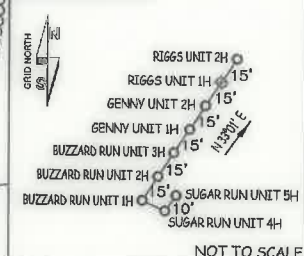 GRID NORTH
RIGGS UNIT 2H
15'
RIGGS UNIT 1H
15'
GENNY UNIT 2H
15'
GENNY UNIT 1H
15'
BUZZARD RUN UNIT 3H
15'
BUZZARD RUN UNIT 2H
15'
BUZZARD RUN UNIT 1H
SUGAR RUN UNIT 5H
10'
SUGAR RUN UNIT 4H
N 33°01' E
NOT TO SCALE